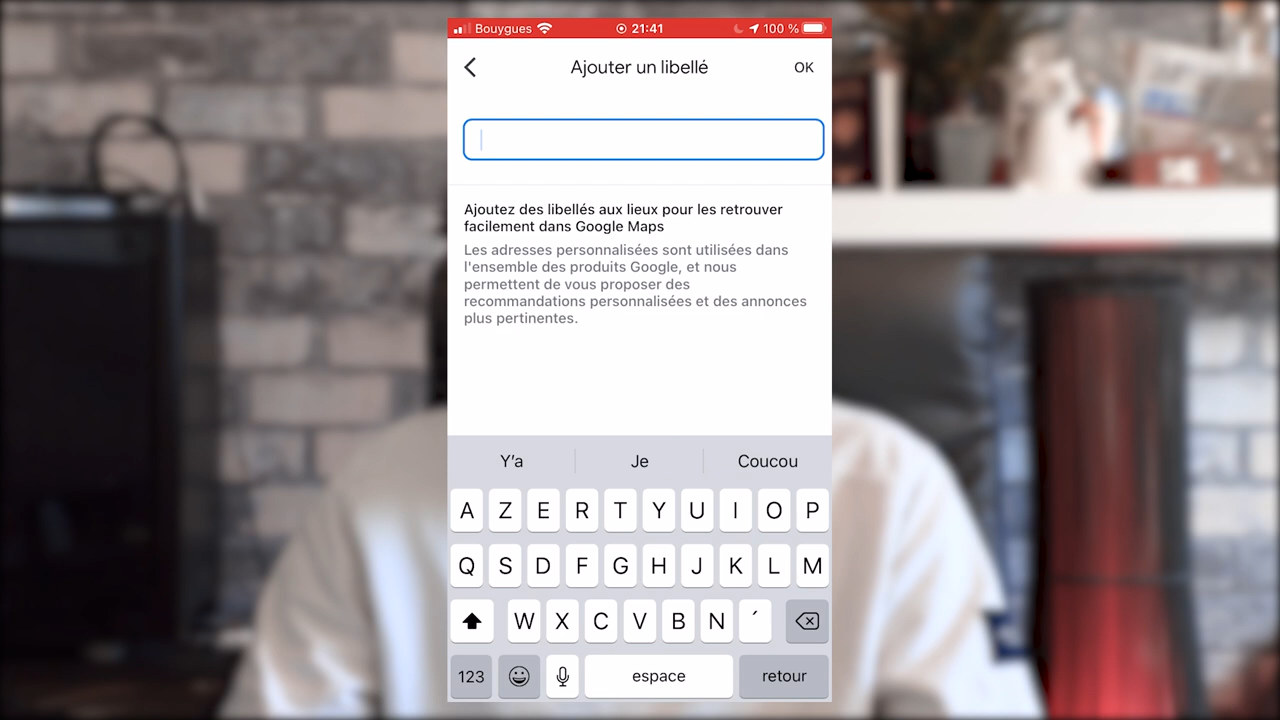 Bouygues 21:41 100 %
Ajouter un libellé OK
Ajoutez des libellés aux lieux pour les retrouver
facilement dans Google Maps
Les adresses personnalisées sont utilisées dans
l'ensemble des produits Google, et nous
permettent de vous proposer des
recommandations personnalisées et des annonces
plus pertinentes.
Y'a Je Coucou
A Z E R T Y U I O P
Q S D F G H J K L M
W X C V B N ´
123 espace retour